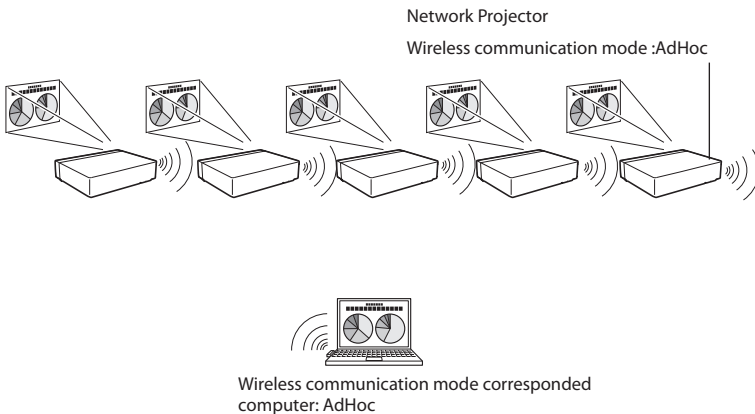 Network Projector
Wireless communication mode :AdHoc
Wireless communication mode corresponded
computer: AdHoc